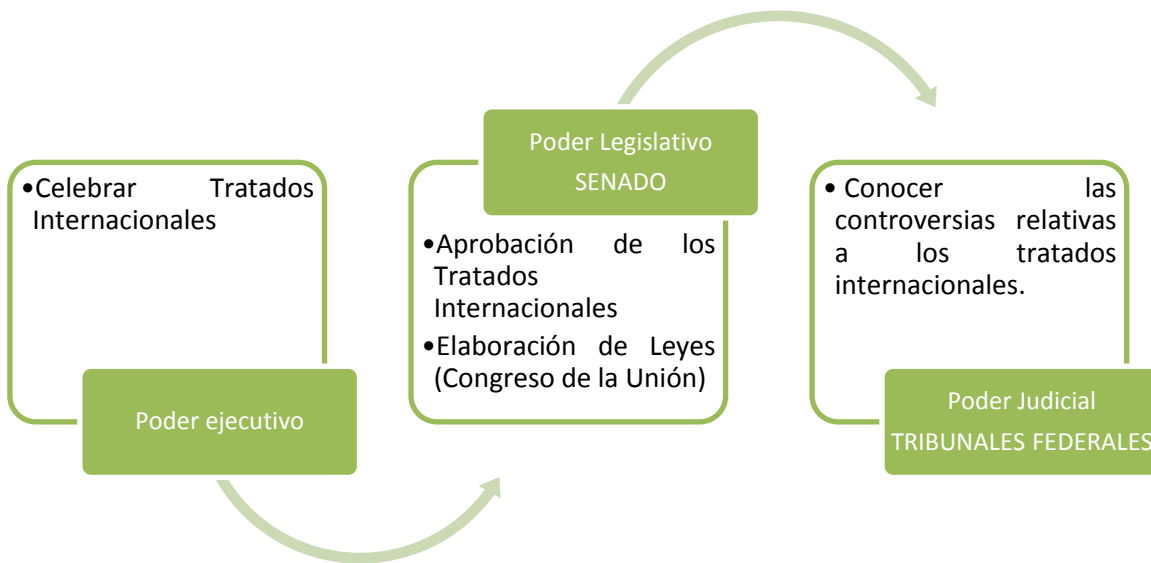 •Celebrar Tratados
Internacionales
Poder ejecutivo
Poder Legislativo
SENADO
•Aprobación de los
Tratados
Internacionales
•Elaboración de Leyes
(Congreso de la Unión)
• Conocer las
controversias relativas
a los tratados
internacionales.
Poder Judicial
TRIBUNALES FEDERALES